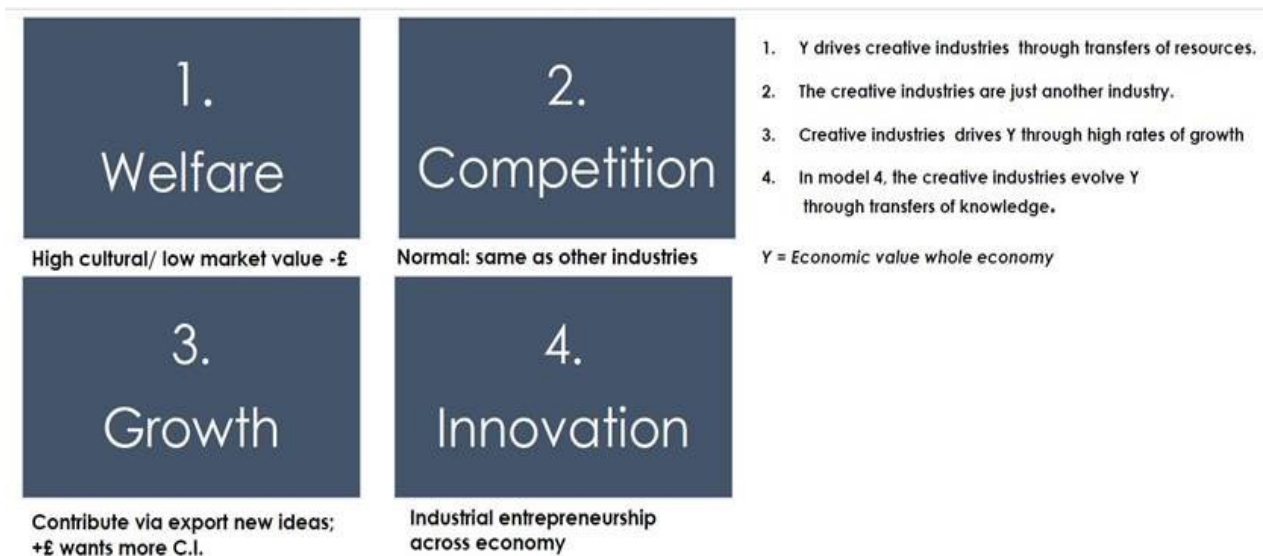 1.
Welfare
High cultural/ low market value -£
2.
Competition
Normal: same as other industries
3.
Growth
Contribute via export new ideas;
+£ wants more C.I.
4.
Innovation
Industrial entrepreneurship
across economy
1. Y drives creative industries through transfers of resources.
2. The creative industries are just another industry.
3. Creative industries drives Y through high rates of growth
4. In model 4, the creative industries evolve Y
through transfers of knowledge.
Y = Economic value whole economy